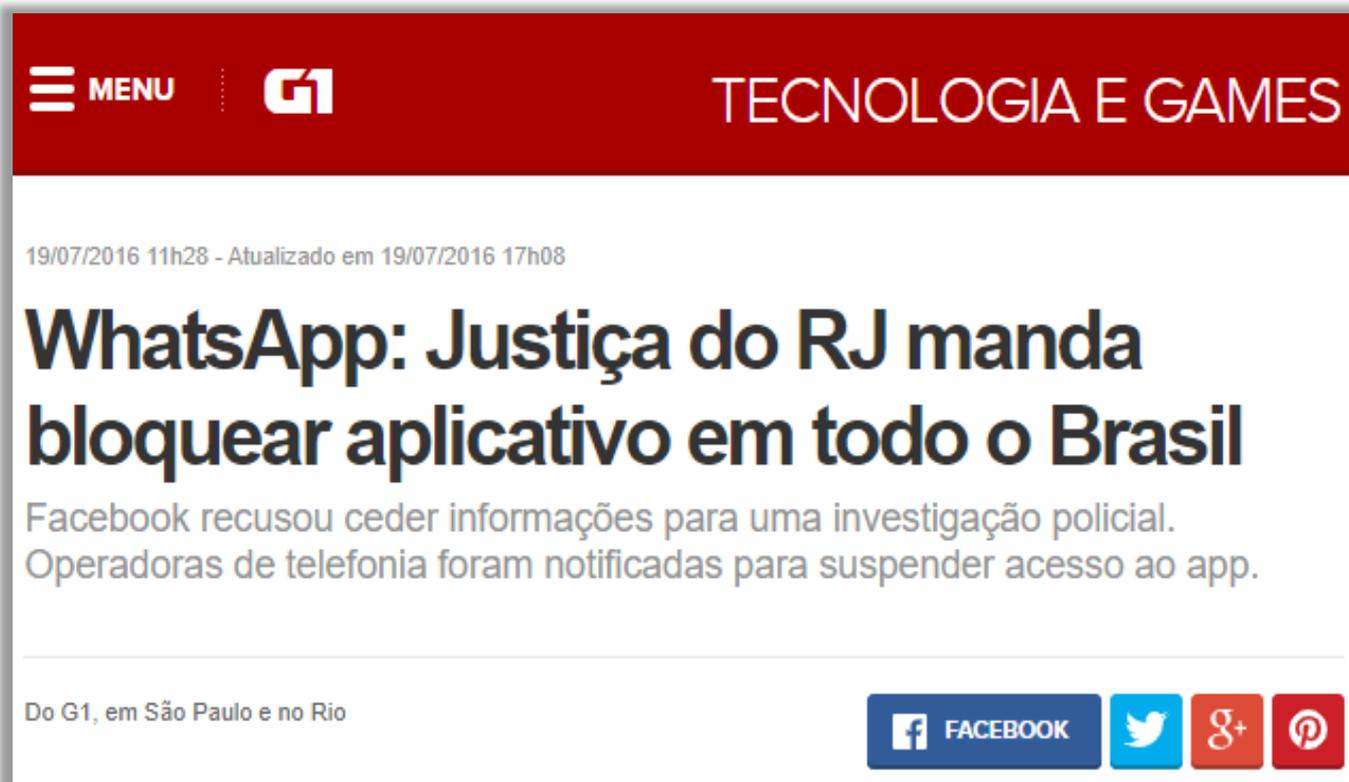 MENU G1 TECNOLOGIA E GAMES
19/07/2016 11h28 - Atualizado em 19/07/2016 17h08
WhatsApp: Justiça do RJ manda
bloquear aplicativo em todo o Brasil
Facebook recusou ceder informações para uma investigação policial.
Operadoras de telefonia foram notificadas para suspender acesso ao app.
Do G1, em São Paulo e no Rio
f FACEBOOK g+